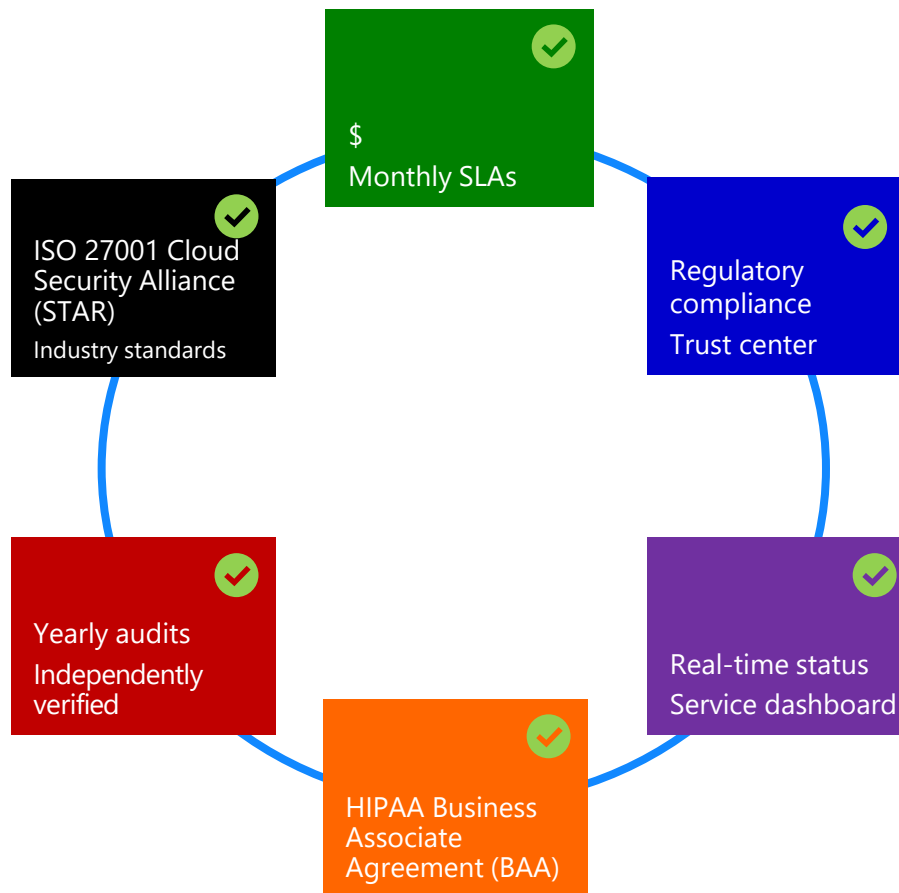 $
Monthly SLAs
ISO 27001 Cloud
Security Alliance
(STAR)
Industry standards
Regulatory
compliance
Trust center
Yearly audits
Independently
verified
Real-time status
Service dashboard
HIPAA Business
Associate
Agreement (BAA)